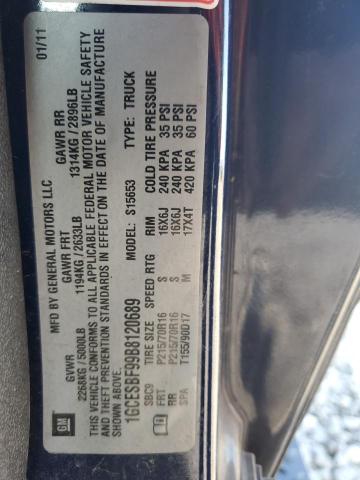 MFD BY GENERAL MOTORS LLC
01/11
GM
GVWR GAWR FRT GAWR RR
2268KG / 5000LB 1194KG / 2633LB 1314KG / 2896LB
THIS VEHICLE CONFORMS TO ALL APPLICABLE FEDERAL MOTOR VEHICLE SAFETY
AND THEFT PREVENTION STANDARDS IN EFFECT ON THE DATE OF MANUFACTURE
SHOWN ABOVE.
1GCESBF99B8120689 MODEL: S15653 TYPE: TRUCK
SBC9 TIRE SIZE SPEED RTG RIM COLD TIRE PRESSURE
FRT P215/70R16 S 16X6J 240 KPA 35 PSI
RR P215/70R16 S 16X6J 240 KPA 35 PSI
SPA T155/90D17 M 17X4T 420 KPA 60 PSI